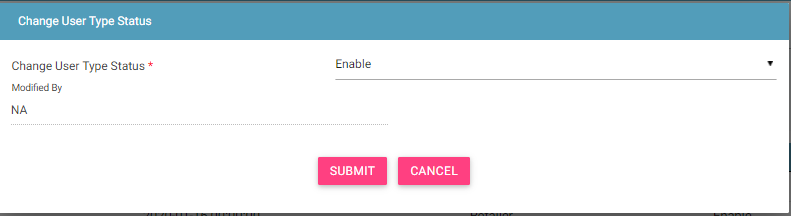 Change User Type Status
Change User Type Status *
Enable
Modified By
NA
SUBMIT CANCEL